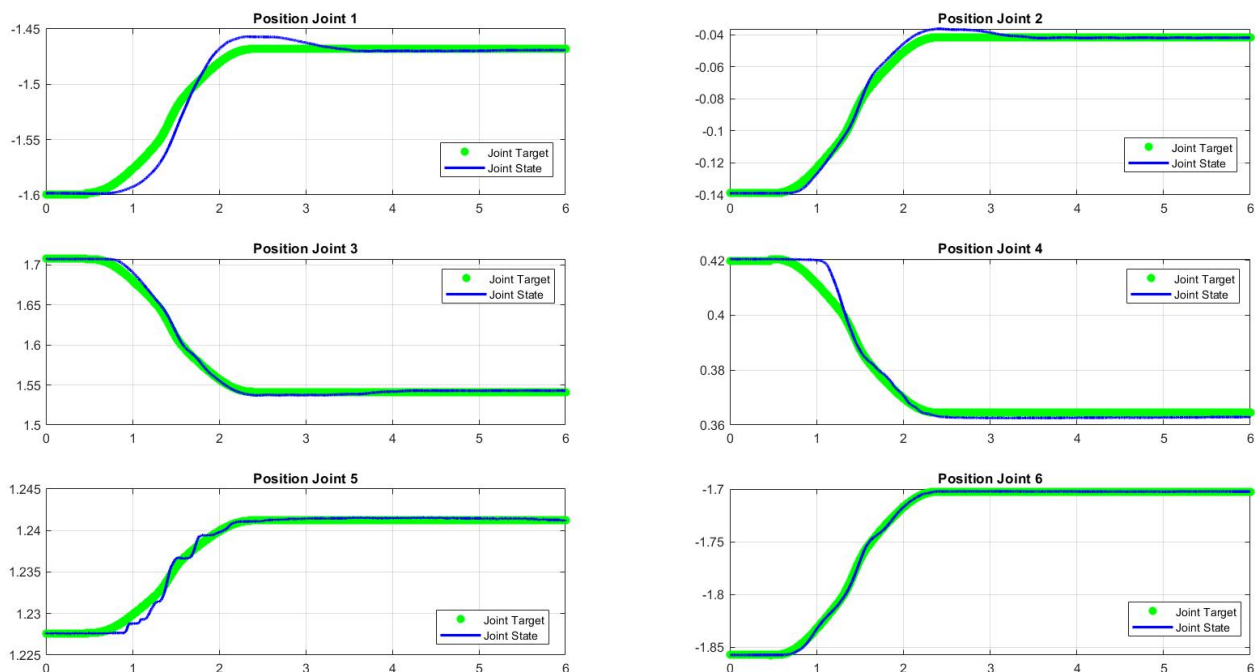 Position Joint 1
-1.45
-1.5
-1.55
-1.6
0 1 2 3 4 5 6
Joint Target
Joint State
Position Joint 2
-0.04
-0.06
-0.08
-0.1
-0.12
-0.14
0 1 2 3 4 5 6
Joint Target
Joint State
Position Joint 3
1.7
1.65
1.6
1.55
1.5
0 1 2 3 4 5 6
Joint Target
Joint State
Position Joint 4
0.42
0.4
0.38
0.36
0 1 2 3 4 5 6
Joint Target
Joint State
Position Joint 5
1.245
1.24
1.235
1.23
1.225
0 1 2 3 4 5 6
Joint Target
Joint State
Position Joint 6
-1.7
-1.75
-1.8
-1.85
0 1 2 3 4 5 6
Joint Target
Joint State